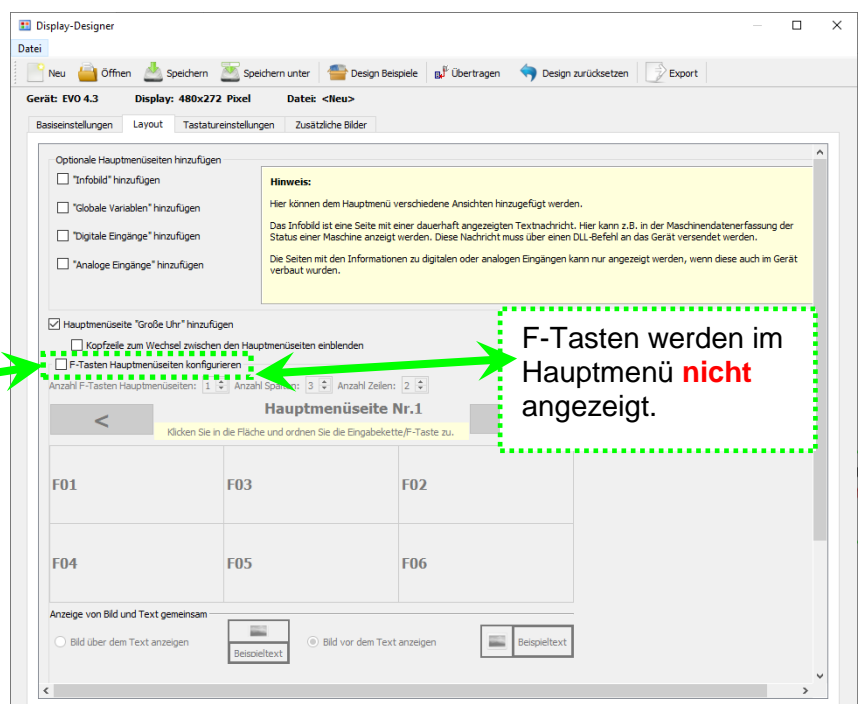 Display-Designer
Datei
Neu Öffnen Speichern Speichern unter Design Beispiele Übertragen Design zurücksetzen Export
Gerät: EVO 4.3 Display: 480x272 Pixel Datei: <Neu>
Basiseinstellungen Layout Tastatureinstellungen Zusätzliche Bilder
Optionale Hauptmenüseiten hinzufügen
"Infobild" hinzufügen
"Globale Variablen" hinzufügen
"Digitale Eingänge" hinzufügen
"Analoge Eingänge" hinzufügen
Hinweis:
Hier können dem Hauptmenü verschiedene Ansichten hinzugefügt werden.
Das Infobild ist eine Seite mit einer dauerhaft angezeigten Textnachricht. Hier kann z.B. in der Maschinendatenerfassung der
Status einer Maschine anzeigt werden. Diese Nachricht muss über einen DLL-Befehl an das Gerät versendet werden.
Die Seiten mit den Informationen zu digitalen oder analogen Eingängen kann nur angezeigt werden, wenn diese auch im Gerät
verbaut wurden.
Hauptmenüseite "Große Uhr" hinzufügen
Kopfzeile zum Wechsel zwischen den Hauptmenüseiten einblenden
F-Tasten Hauptmenüseiten konfigurieren
Anzahl F-Tasten Hauptmenüseiten: 1 Anzahl Spalten: 3 Anzahl Zeilen: 2
F-Tasten werden im
Hauptmenü nicht
angezeigt.
< Hauptmenüseite Nr.1
Klicken Sie in die Fläche und ordnen Sie die Eingabekette/F-Taste zu.
F01 F03 F02
F04 F05 F06
Anzeige von Bild und Text gemeinsam
Bild über dem Text anzeigen Beispieltext Bild vor dem Text anzeigen Beispieltext